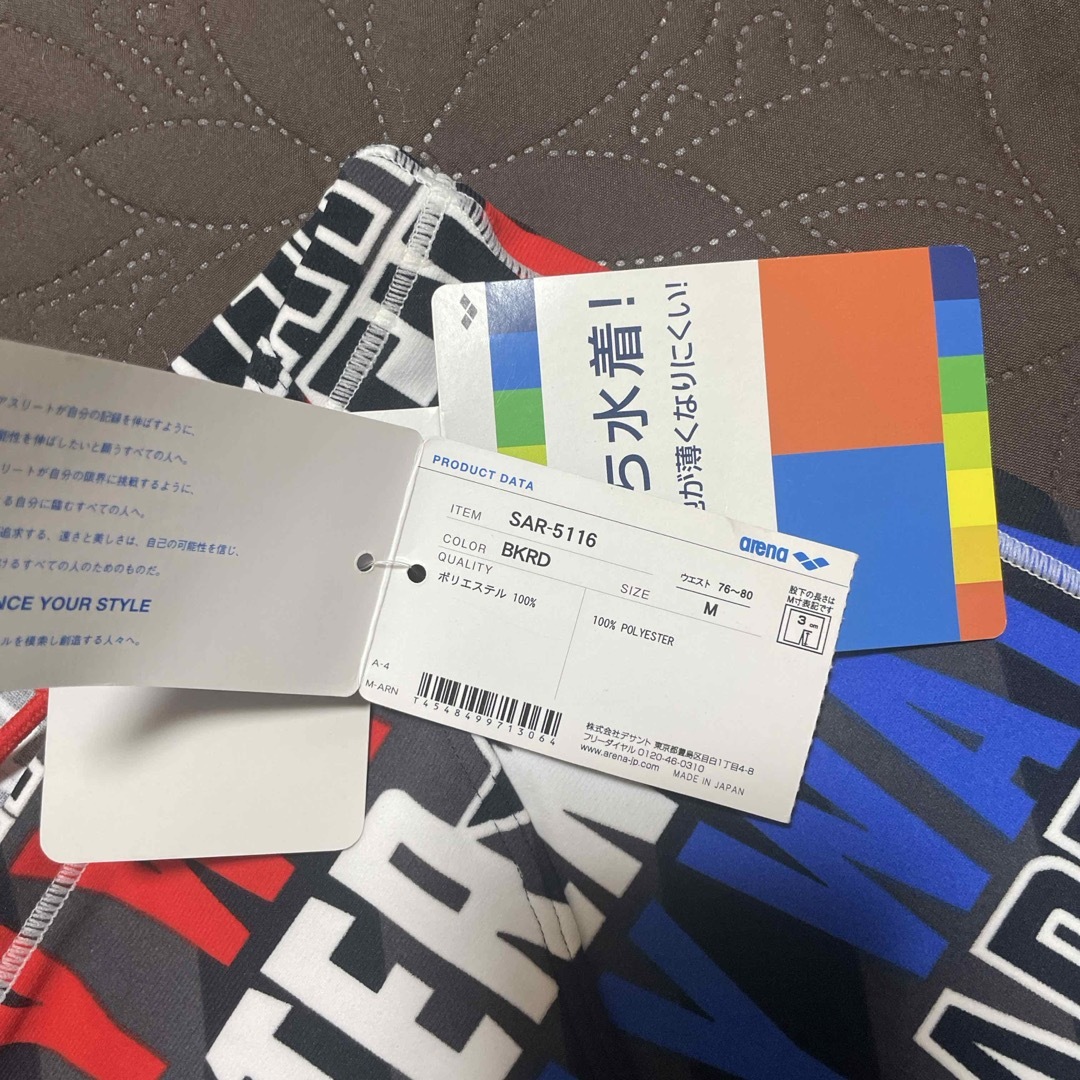 アスリートが自分の記録を伸ばすように、
能性を伸ばしたいと願うすべての人へ。
リートが自分の限界に挑戦するように、
る自分に臨むすべての人へ。
追求する、速さと美しさは、自己の可能性を信じ、
けるすべての人のためのものだ。
NCE YOUR STYLE
ルを模索し創造する人々へ。
5水着!
が薄くなりにくい!
PRODUCT DATA
arena
ITEM SAR-5116
COLOR BKRD
QUALITY
ポリエステル 100%
SIZE
ウエスト 76〜80
M
股下の長さは
M寸表記です
3 cm
100% POLYESTER
A-4
M-ARN
T4548499713064
株式会社デサント 東京都豊島区目白1丁目4-8
フリーダイヤル 0120-46-0310
www.arena-jp.com MADE IN JAPAN